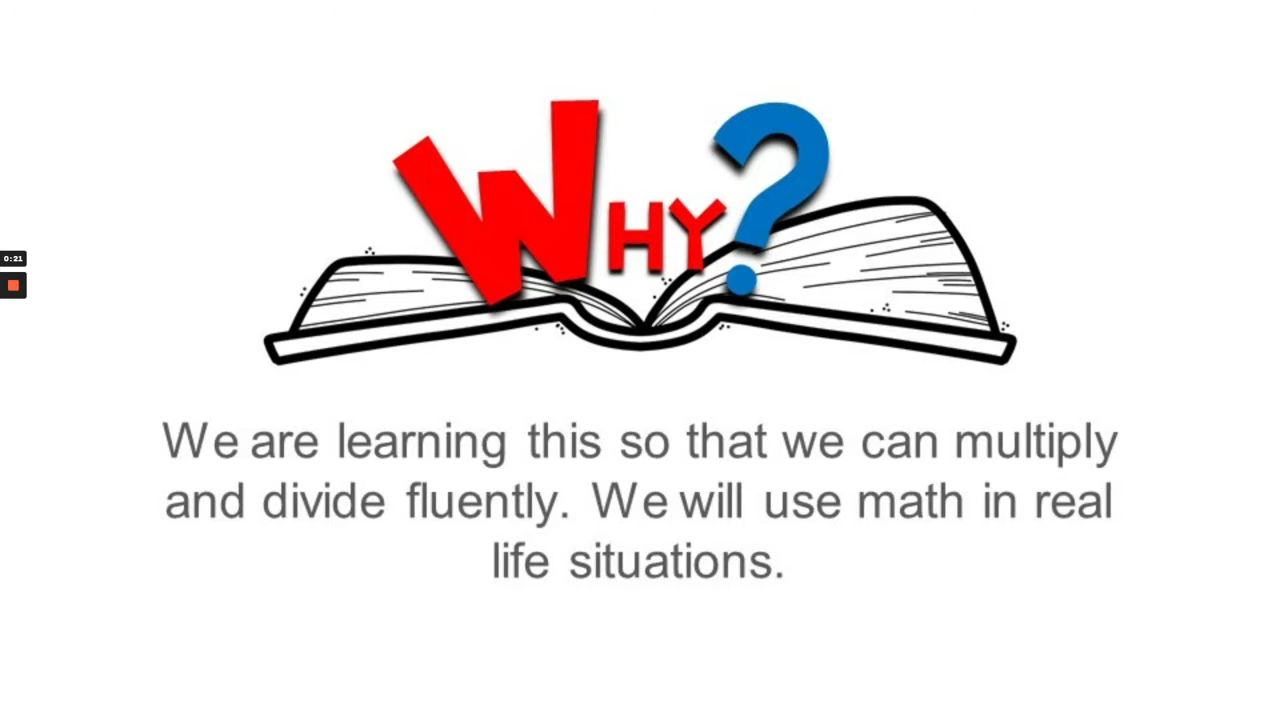 WHY?
0:21
We are learning this so that we can multiply
and divide fluently. We will use math in real
life situations.